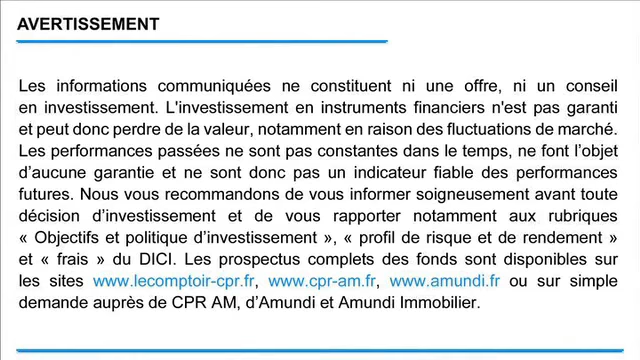 AVERTISSEMENT
Les informations communiquées ne constituent ni une offre, ni un conseil
en investissement. L'investissement en instruments financiers n'est pas garanti
et peut donc perdre de la valeur, notamment en raison des fluctuations de marché.
Les performances passées ne sont pas constantes dans le temps, ne font l’objet
d’aucune garantie et ne sont donc pas un indicateur fiable des performances
futures. Nous vous recommandons de vous informer soigneusement avant toute
décision d’investissement et de vous rapporter notamment aux rubriques
« Objectifs et politique d’investissement », « profil de risque et de rendement »
et « frais » du DICI. Les prospectus complets des fonds sont disponibles sur
les sites www.lecomptoir-cpr.fr, www.cpr-am.fr, www.amundi.fr ou sur simple
demande auprès de CPR AM, d’Amundi et Amundi Immobilier.